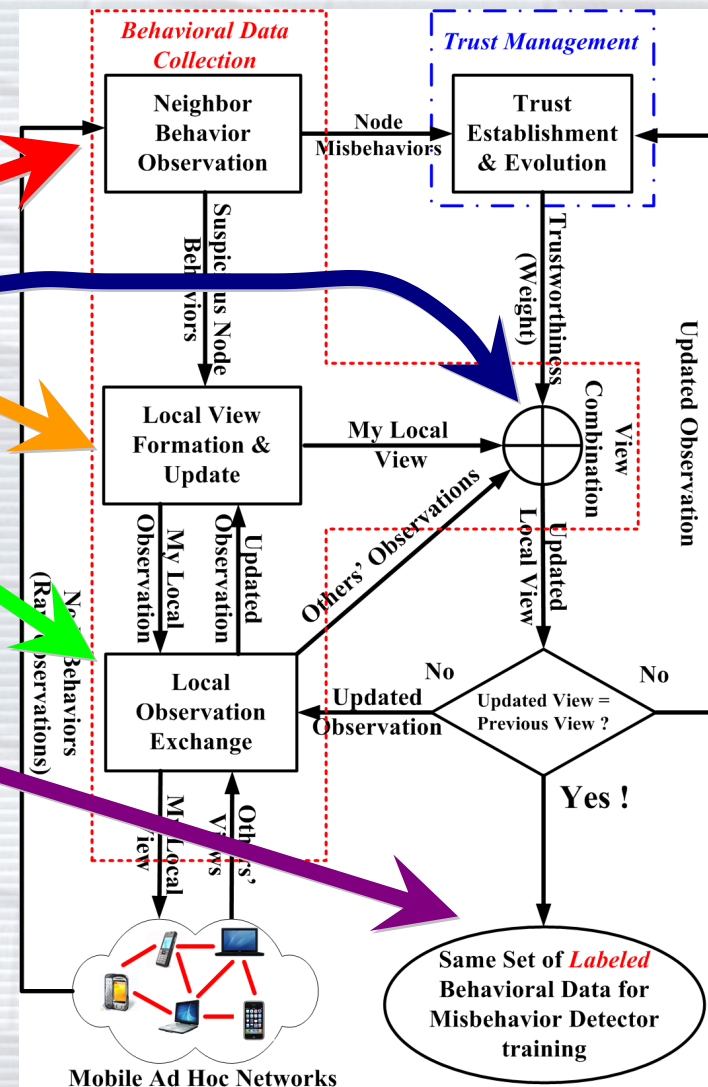 Behavioral Data
Collection
Trust Management
Neighbor
Behavior
Observation
Node
Misbehaviors
Trust
Establishment
& Evolution
Suspicious Node
Behaviors
Trustworthiness
(Weight)
Updated Observation
Local View
Formation &
Update
My Local
View
View
Combination
My Local
Observation
Updated
Observation
Others' Observations
Updated
Local View
Node Behaviors
(Raw Observations)
Local
Observation
Exchange
No
Updated
Observation
Updated View =
Previous View ?
No
Yes !
My Local
View
Others'
Views
Same Set of Labeled
Behavioral Data for
Misbehavior Detector
training
Mobile Ad Hoc Networks